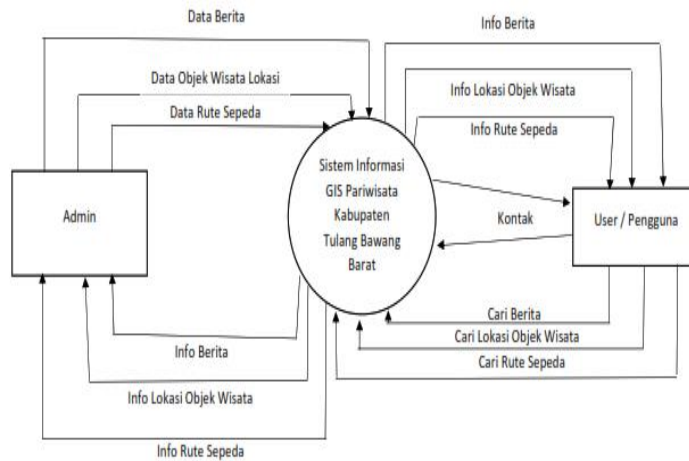 Data Berita
Info Berita
Data Objek Wisata Lokasi
Info Lokasi Objek Wisata
Data Rute Sepeda
Info Rute Sepeda
Sistem Informasi
GIS Pariwisata
Kabupaten
Tulang Bawang
Barat
Admin
Kontak
User / Pengguna
Cari Berita
Cari Lokasi Objek Wisata
Cari Rute Sepeda
Info Berita
Info Lokasi Objek Wisata
Info Rute Sepeda